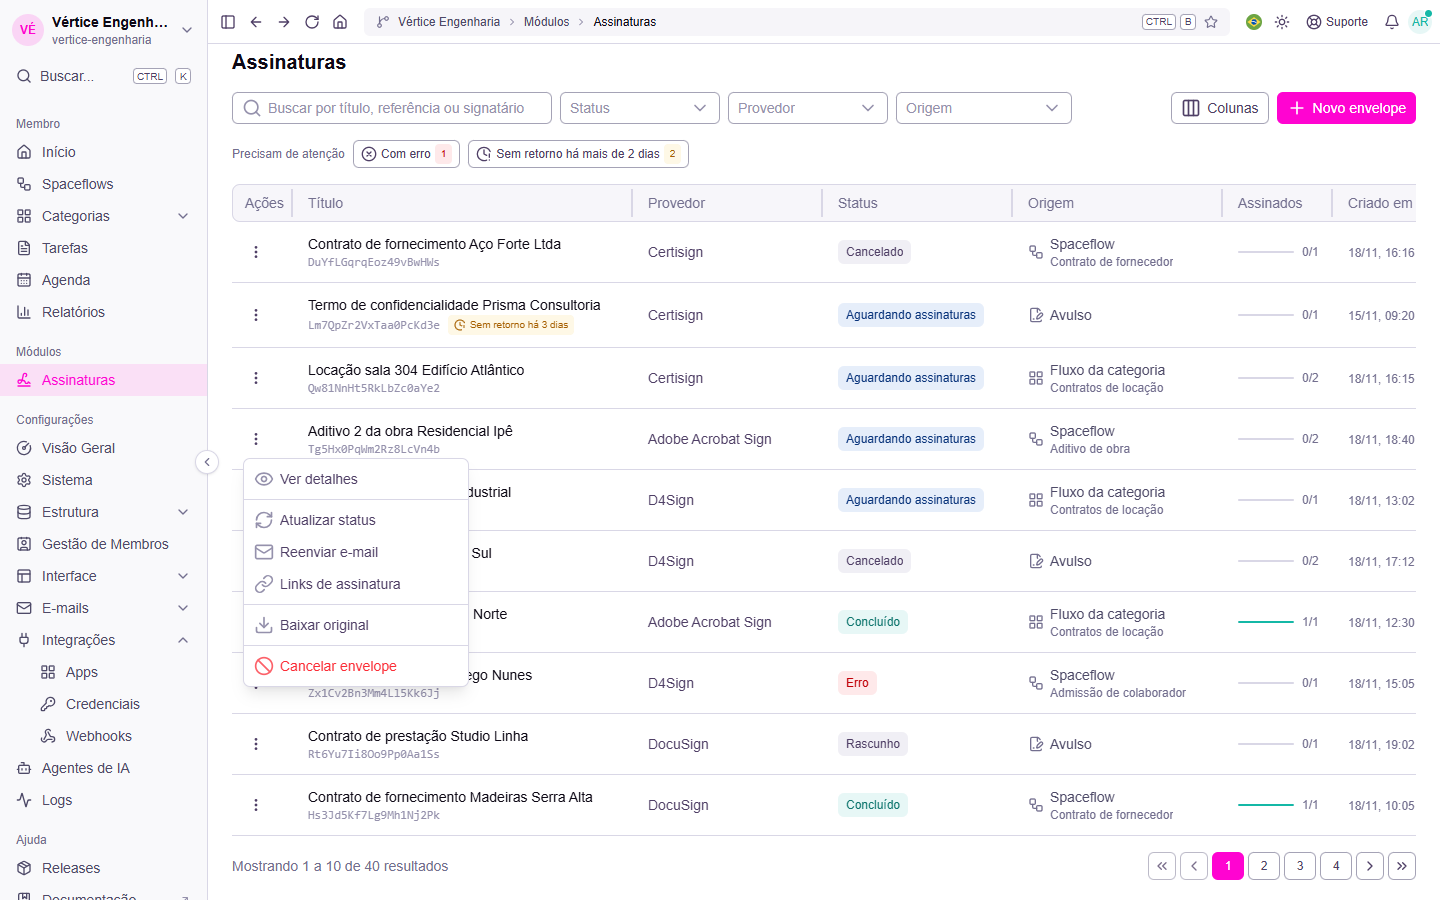 VÉ
Vértice Engenh...
vertice-engenharia
Buscar...
CTRL K
Membro
Início
Spaceflows
Categorias
Tarefas
Agenda
Relatórios
Módulos
Assinaturas
Configurações
Visão Geral
Sistema
Estrutura
Gestão de Membros
Interface
E-mails
Integrações
Apps
Credenciais
Webhooks
Agentes de IA
Logs
Ajuda
Releases
Documentação
Vértice Engenharia > Módulos > Assinaturas
CTRL B
Suporte
AR
Assinaturas
Buscar por título, referência ou signatário
Status
Provedor
Origem
Colunas
Novo envelope
Precisam de atenção
Com erro 1
Sem retorno há mais de 2 dias 2
Ações Título Provedor Status Origem Assinados Criado em
Contrato de fornecimento Aço Forte Ltda
DuYfLGqrqEoz49vBwHWs
Certisign
Cancelado
Spaceflow
Contrato de fornecedor
0/1
18/11, 16:16
Termo de confidencialidade Prisma Consultoria
Lm7QpZr2VxTaa0PcKd3e
Sem retorno há 3 dias
Certisign
Aguardando assinaturas
Avulso
0/1
15/11, 09:20
Locação sala 304 Edifício Atlântico
Qw81NnHt5RkLbZc0aYe2
Certisign
Aguardando assinaturas
Fluxo da categoria
Contratos de locação
0/2
18/11, 16:15
Aditivo 2 da obra Residencial Ipê
Tg5Hx0PqWm2Rz8LcVn4b
Adobe Acrobat Sign
Aguardando assinaturas
Spaceflow
Aditivo de obra
0/2
18/11, 18:40
dustrial
D4Sign
Aguardando assinaturas
Fluxo da categoria
Contratos de locação
0/1
18/11, 13:02
Sul
D4Sign
Cancelado
Avulso
0/2
18/11, 17:12
Norte
Adobe Acrobat Sign
Concluído
Fluxo da categoria
Contratos de locação
1/1
18/11, 12:30
ego Nunes
Zx1Cv2Bn3Mm4Ll5Kk6Jj
D4Sign
Erro
Spaceflow
Admissão de colaborador
0/1
18/11, 15:05
Contrato de prestação Studio Linha
Rt6Yu7Ii8Oo9Pp0Aa1Ss
DocuSign
Rascunho
Avulso
0/1
18/11, 19:02
Contrato de fornecimento Madeiras Serra Alta
Hs3Jd5Kf7Lg9Mh1Nj2Pk
DocuSign
Concluído
Spaceflow
Contrato de fornecedor
1/1
18/11, 10:05
Ver detalhes
Atualizar status
Reenviar e-mail
Links de assinatura
Baixar original
Cancelar envelope
Mostrando 1 a 10 de 40 resultados
1 2 3 4